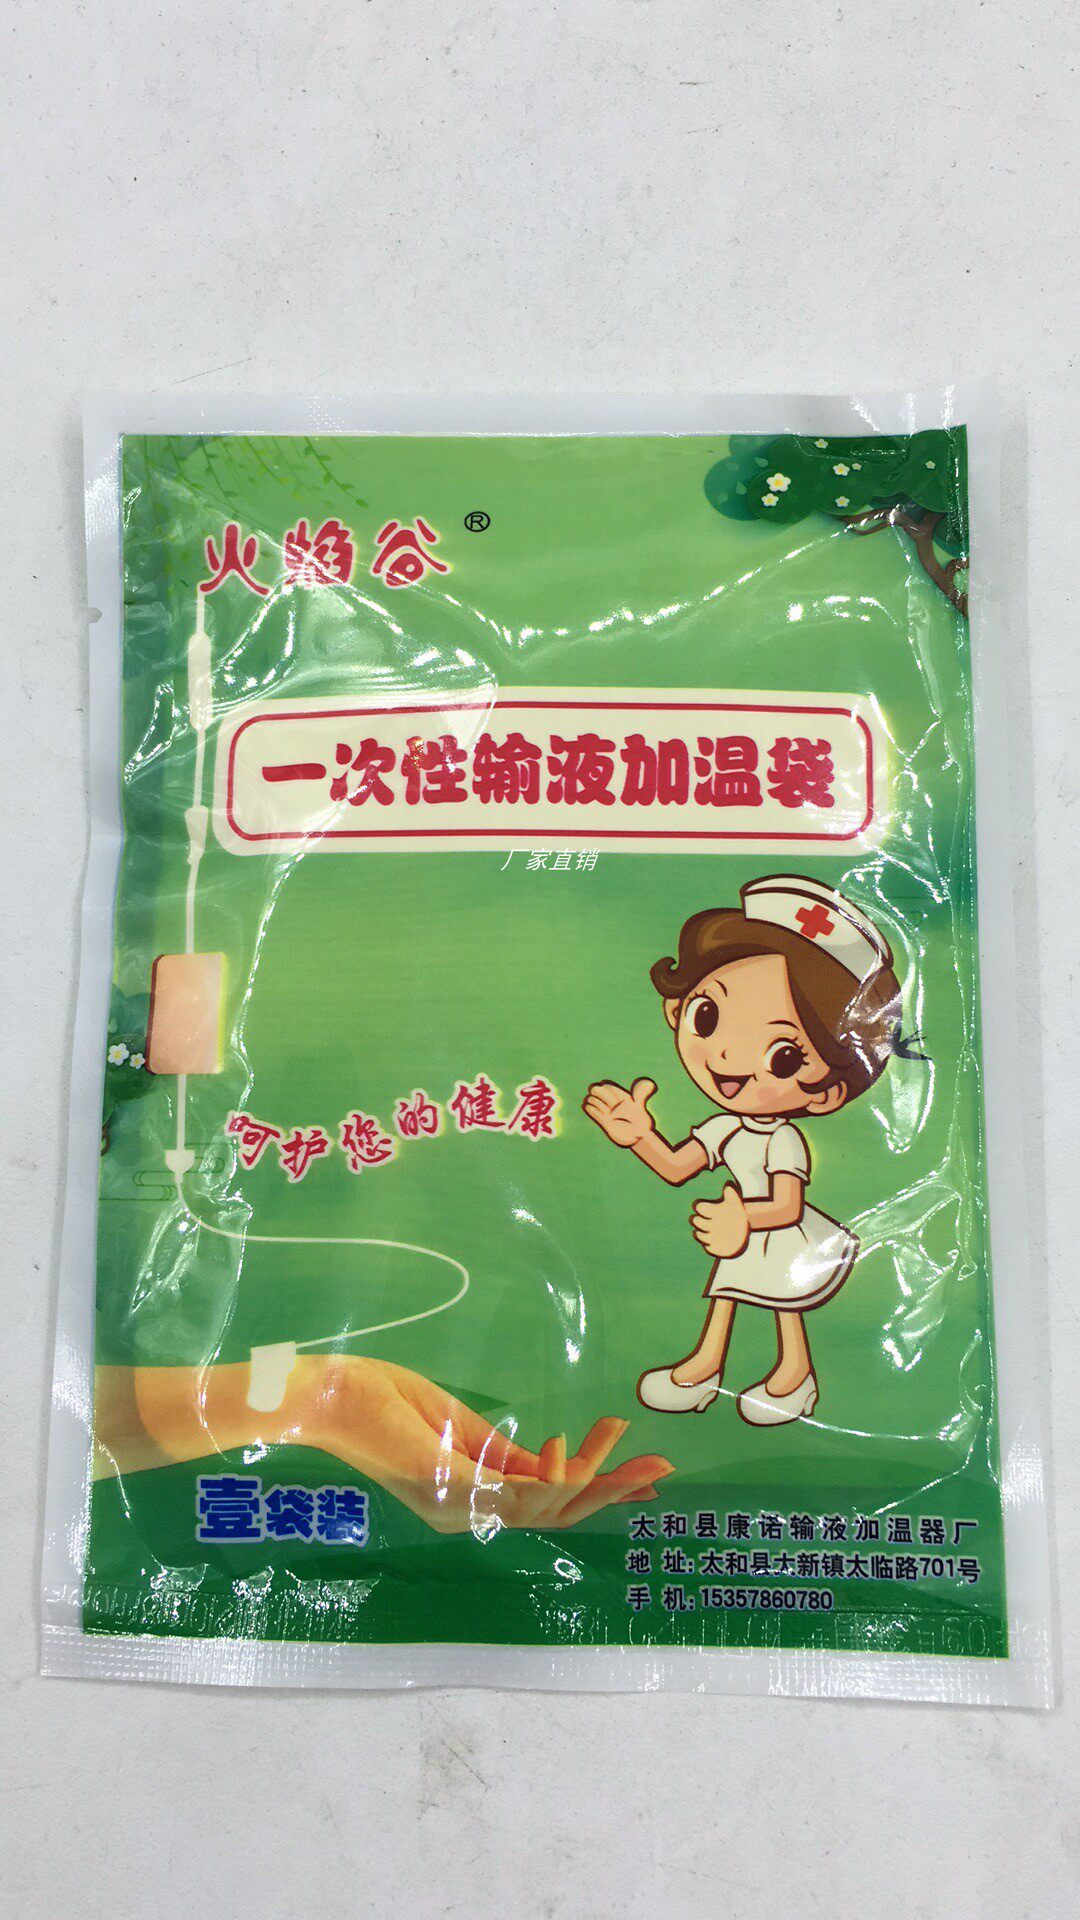 火焰谷®
一次性输液加温袋
厂家直销
呵护您的健康
壹袋装
太和县康诺输液加温器厂
地 址: 太和县大新镇太临路701号
手 机: 15357860780